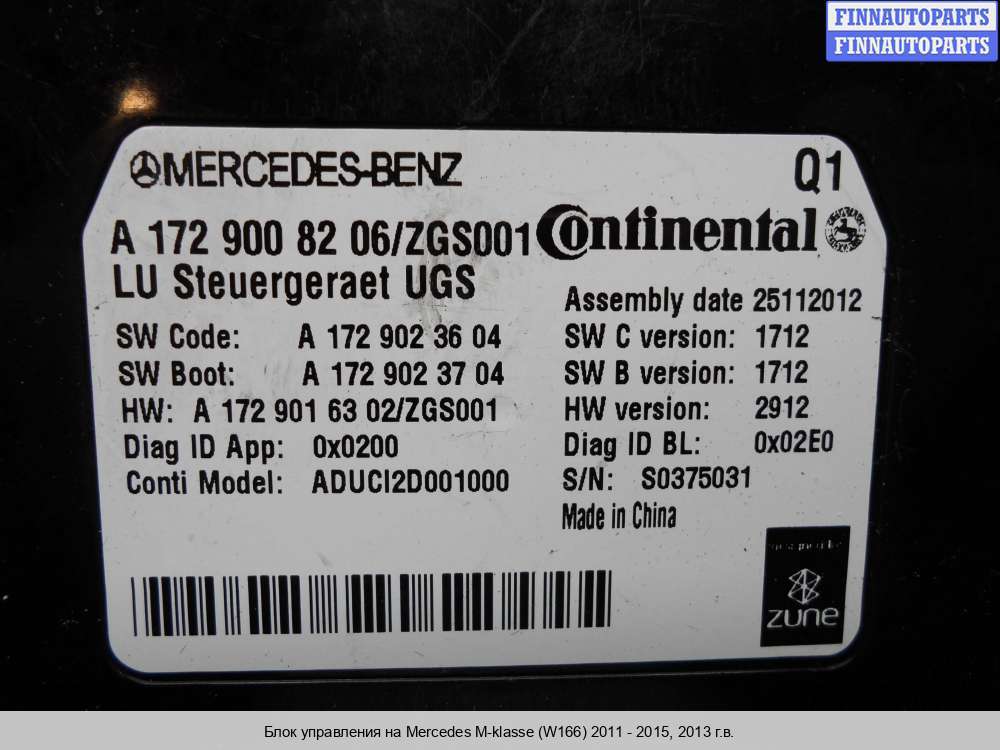 FINNAUTOPARTS
FINNAUTOPARTS
MERCEDES-BENZ
Q1
A 172 900 82 06/ZGS001
Continental
LU Steuergeraet UGS
Assembly date 25112012
SW Code: A 172 902 36 04
SW C version: 1712
SW Boot: A 172 902 37 04
SW B version: 1712
HW: A 172 901 63 02/ZGS001
HW version: 2912
Diag ID App: 0x0200
Diag ID BL: 0x02E0
Conti Model: ADUCI2D001000
S/N: S0375031
Made in China
zune
Блок управления на Mercedes M-klasse (W166) 2011 - 2015, 2013 г.в.